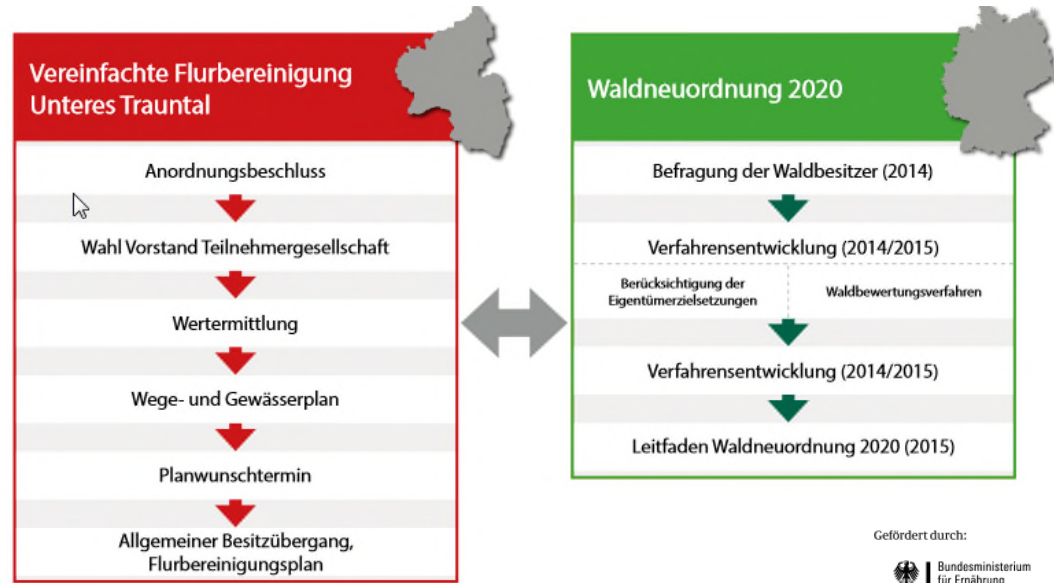 Vereinfachte Flurbereinigung
Unteres Trauntal
Anordnungsbeschluss
Wahl Vorstand Teilnehmergesellschaft
Wertermittlung
Wege- und Gewässerplan
Planwunschtermin
Allgemeiner Besitzübergang,
Flurbereinigungsplan
Waldneuordnung 2020
Befragung der Waldbesitzer (2014)
Verfahrensentwicklung (2014/2015)
Berücksichtigung der
Eigentümerzielsetzungen
Waldbewertungsverfahren
Verfahrensentwicklung (2014/2015)
Leitfaden Waldneuordnung 2020 (2015)
Gefördert durch:
Bundesministerium
für Ernährung